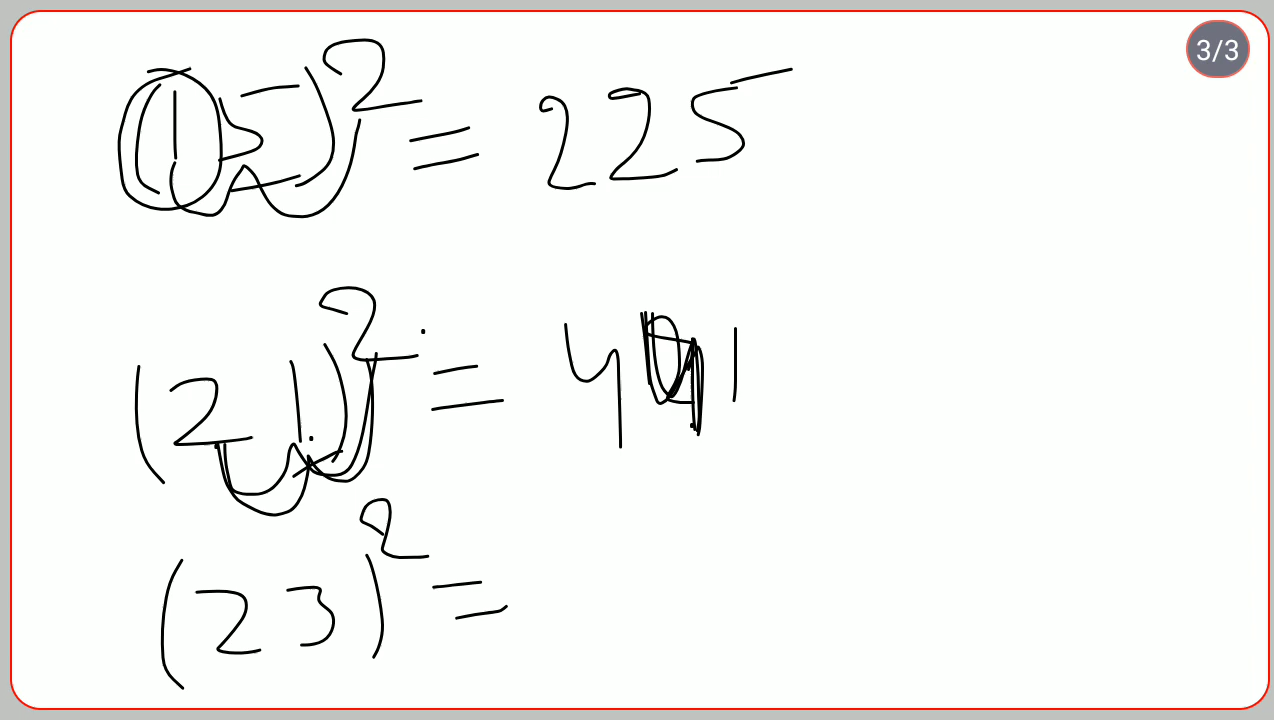 3/3
(15)² = 225
(21)² = 441
(23)² =